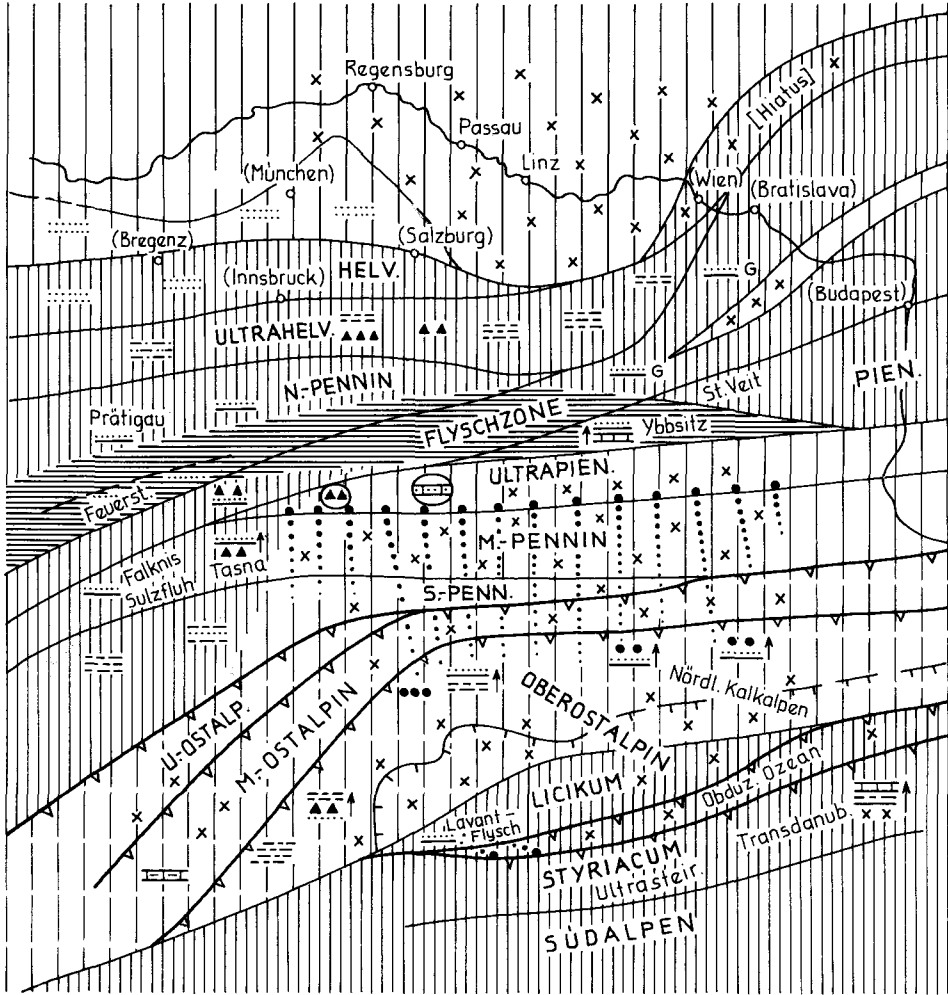 Regensburg
[Hiatus]
Passau
Linz
(München)
(Wien)
(Bratislava)
(Bregenz)
(Salzburg)
(Innsbruck)
HELV.
G
(Budapest)
ULTRAHELV.
G
N-PENNIN
St. Veit
PIEN.
Prätigau
FLYSCHZONE
Ybbsitz
ULTRAPIEN.
Feuerst.
M-PENNIN
Falknis
Sulzfluh
Tasna
S-PENN.
Nördl. Kalkalpen
OBEROSTALPIN
U-OSTALP.
M-OSTALPIN
LICIKUM
Obduz. Ozean
Lavant-
Flysch
Transdanub.
STYRIACUM
Ultrasteir.
SÜDALPEN